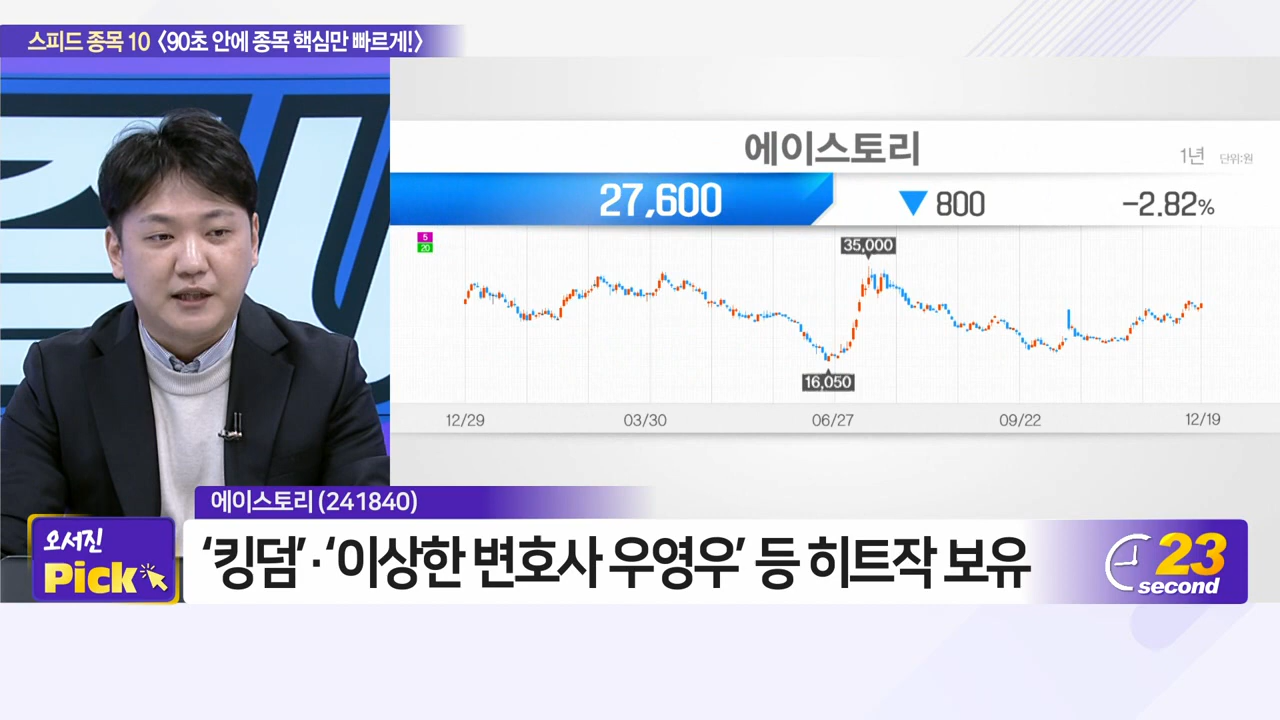 스피드 종목 10 〈90초 안에 종목 핵심만 빠르게!〉
에이스토리
1년 단위:원
27,600 ▼ 800 -2.82%
5
20
35,000
16,050
12/29 03/30 06/27 09/22 12/19
에이스토리 (241840)
오서진
Pick
‘킹덤’·‘이상한 변호사 우영우’ 등 히트작 보유
23
second